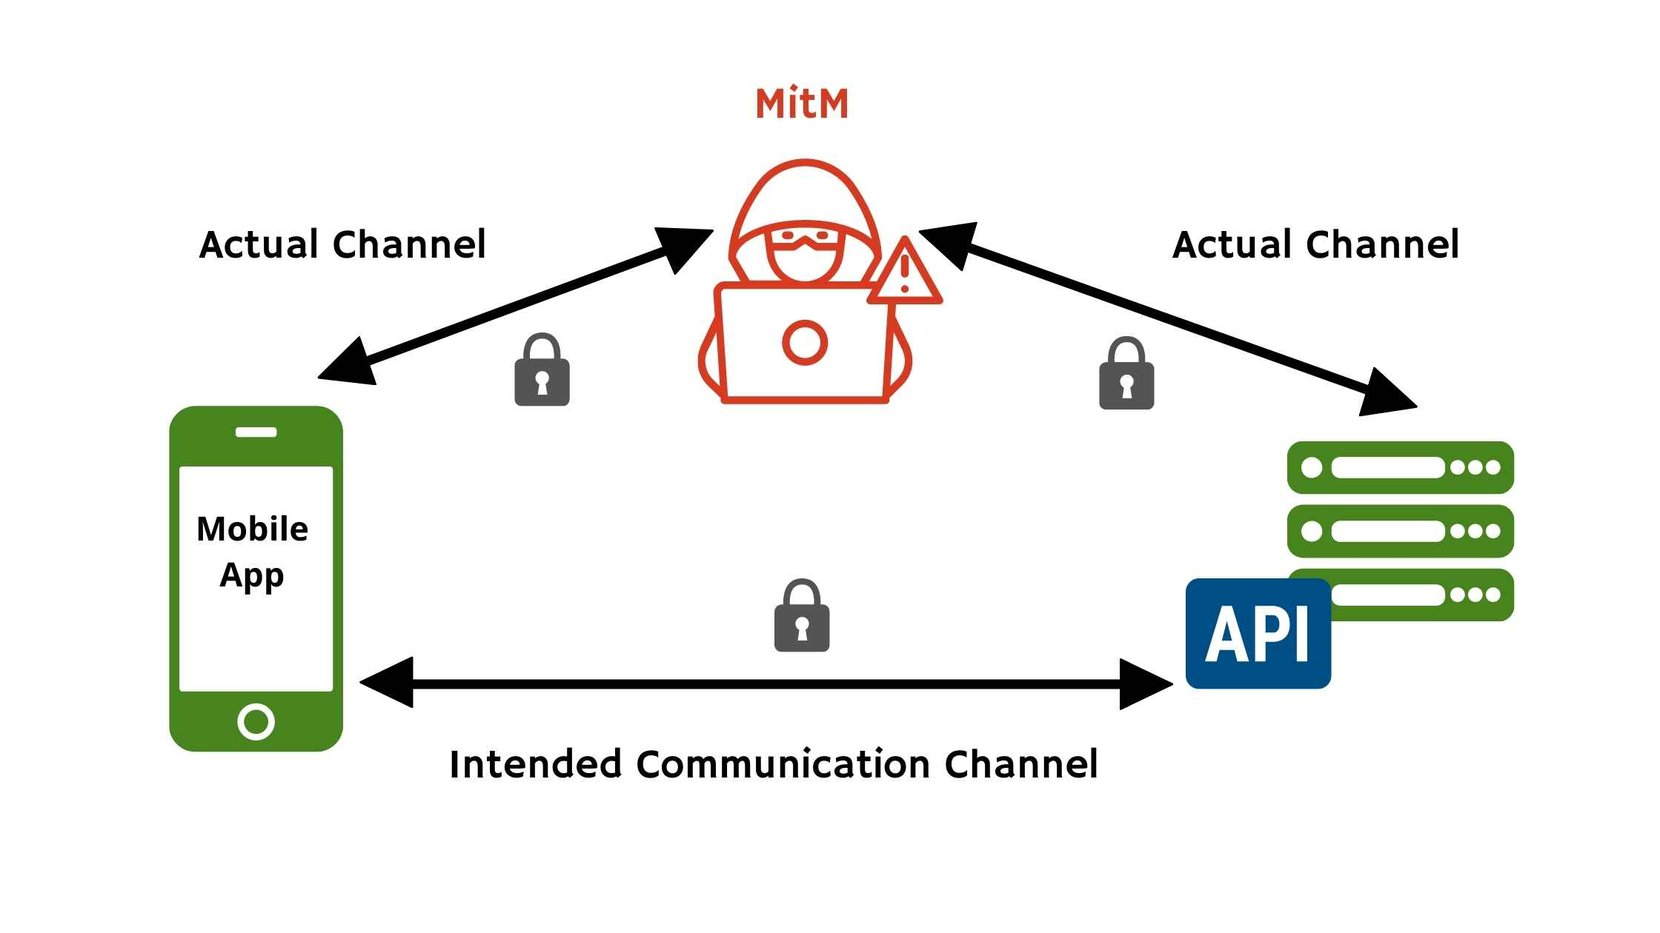 MitM
Actual Channel
Actual Channel
Mobile
App
API
Intended Communication Channel